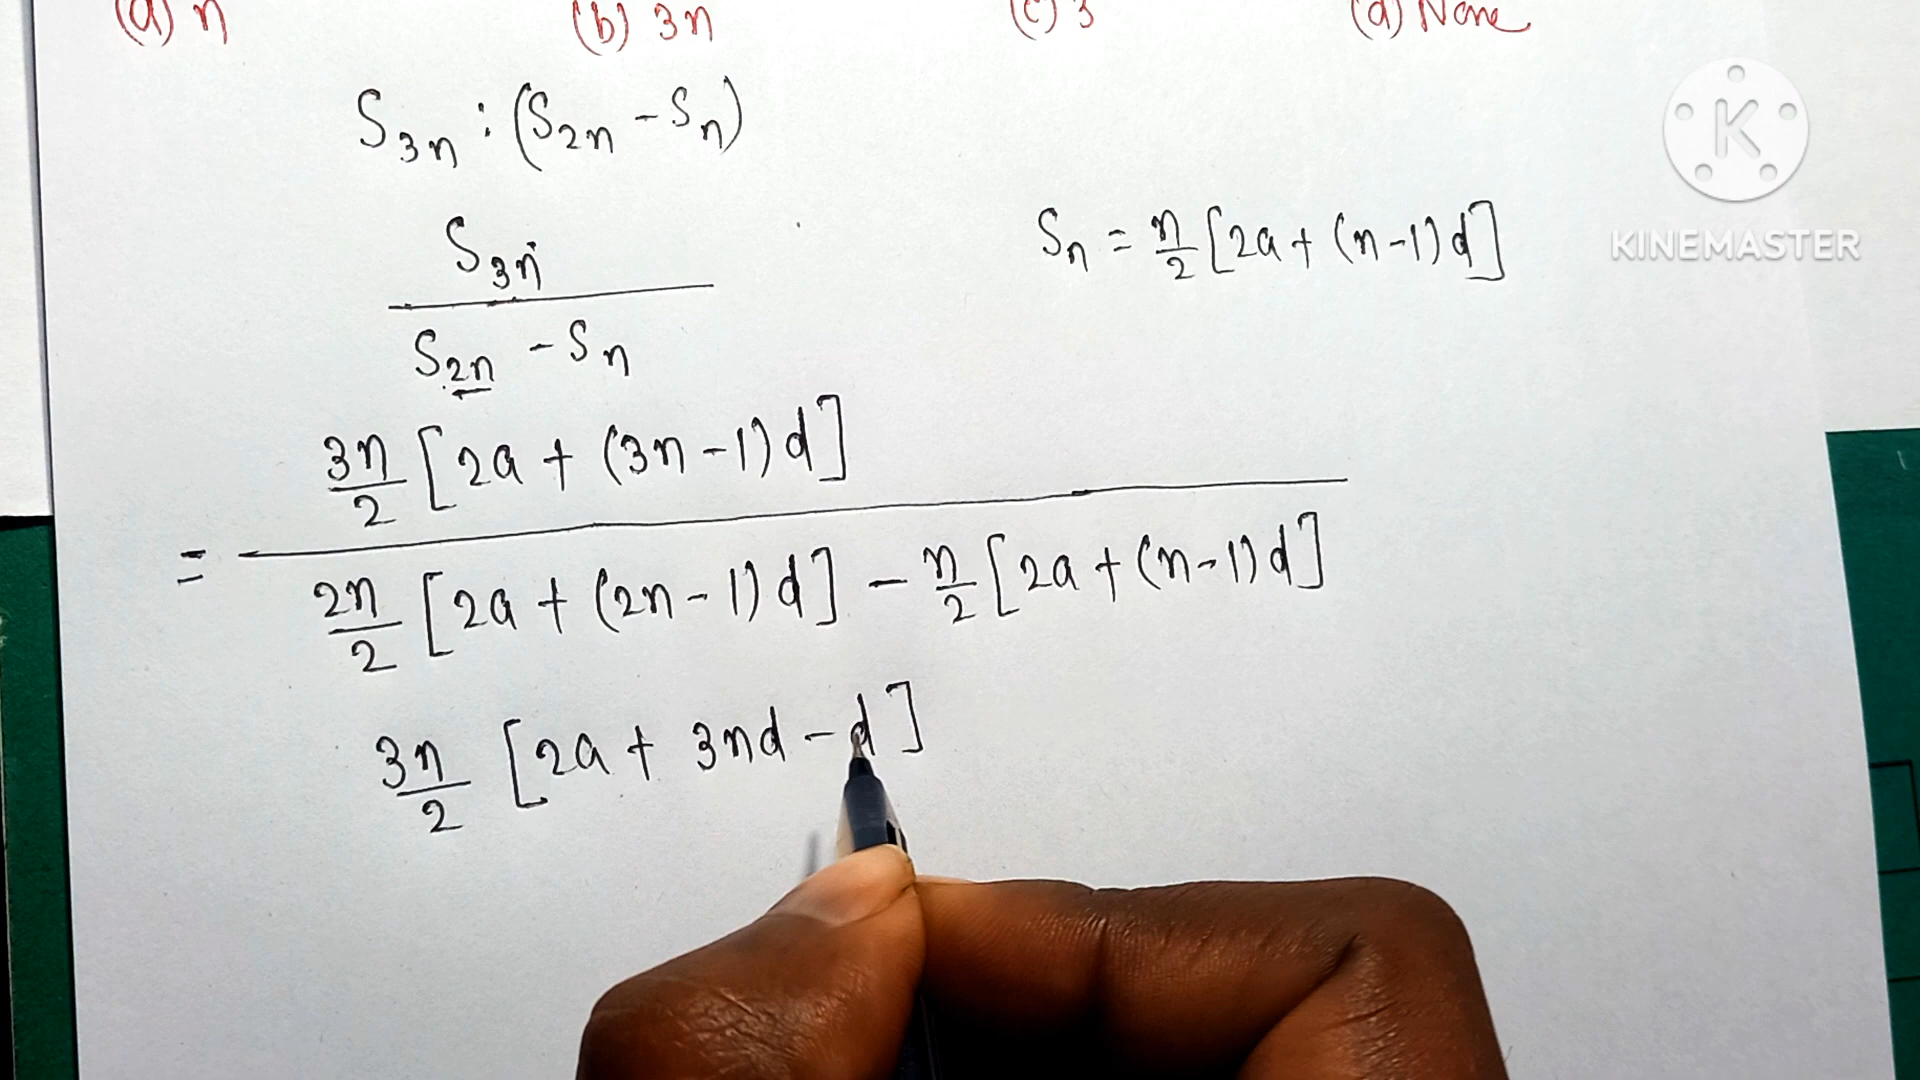 (a) n (b) 3n (c) 3 (d) None
S₃ₙ : (S₂ₙ - Sₙ)
S₃ₙ
S₂ₙ - Sₙ
Sₙ = n/2 [2a + (n-1)d]
K
KINEMASTER
3n/2 [2a + (3n-1)d]
=
2n/2 [2a + (2n-1)d] - n/2 [2a + (n-1)d]
3n/2 [2a + 3nd - d]